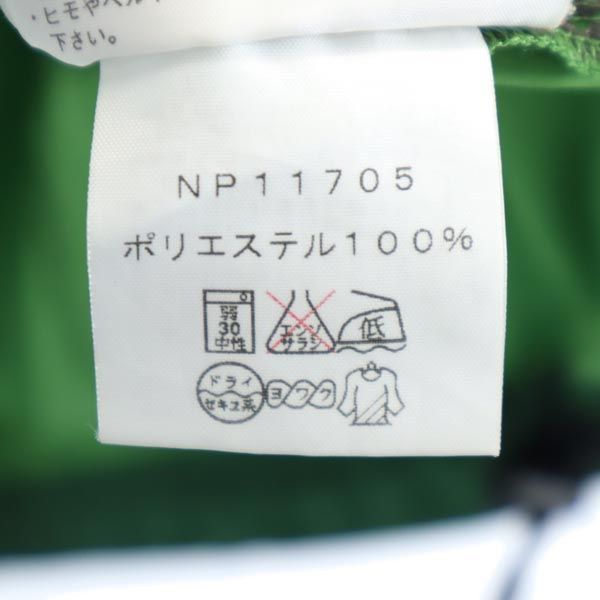 ・ヒモやベルト
下さい。
NP11705
ポリエステル100%
弱
30
中性
エンソ
サラシ
低
ドライ
セキユ系
ヨワク